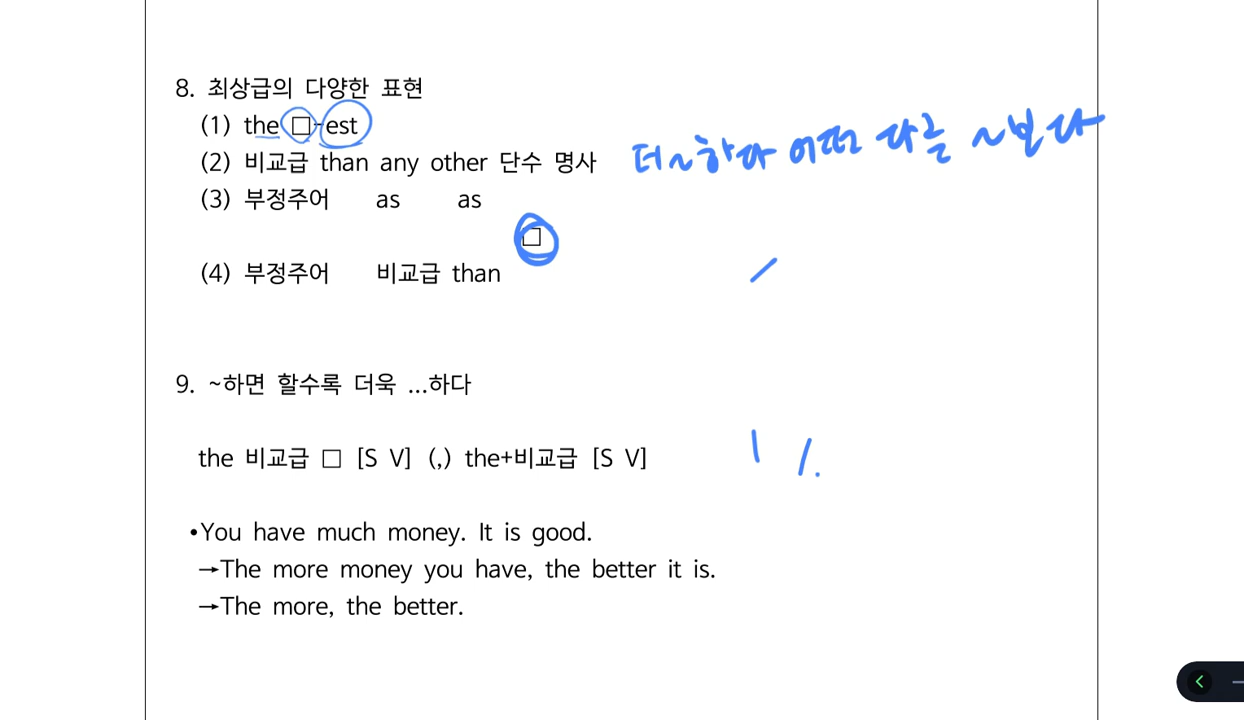 8. 최상급의 다양한 표현
(1) the □-est
(2) 비교급 than any other 단수 명사 더~하다 어떤 다른 ~보다
(3) 부정주어 as as
□
(4) 부정주어 비교급 than
9. ~하면 할수록 더욱 ...하다
the 비교급 □ [S V] (,) the+비교급 [S V]
•You have much money. It is good.
→The more money you have, the better it is.
→The more, the better.